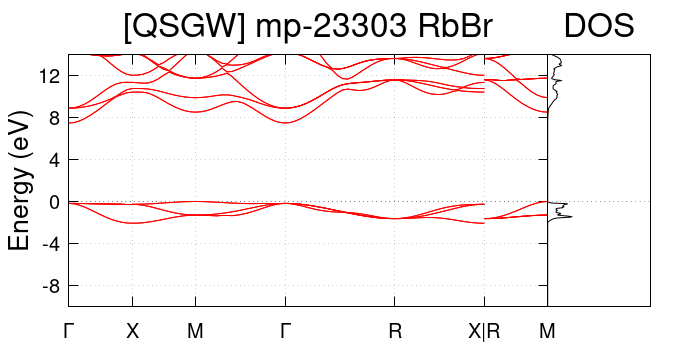 [QSGW] mp-23303 RbBr
DOS
Energy (eV)
12
8
4
0
-4
-8
Γ X M Γ R X|R M